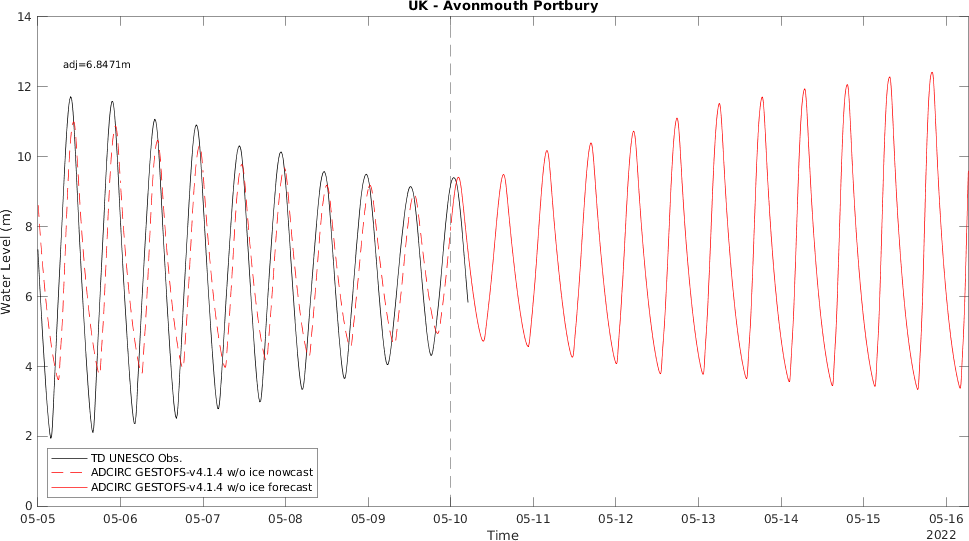 UK - Avonmouth Portbury
14
12
10
8
6
4
2
0
Water Level (m)
adj=6.8471m
TD UNESCO Obs.
ADCIRC GESTOFS-v4.1.4 w/o ice nowcast
ADCIRC GESTOFS-v4.1.4 w/o ice forecast
05-05 05-06 05-07 05-08 05-09 05-10 05-11 05-12 05-13 05-14 05-15 05-16
Time
2022